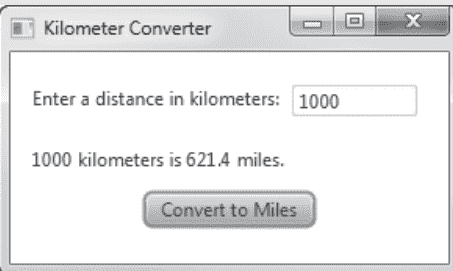 Kilometer Converter
Enter a distance in kilometers: 1000
1000 kilometers is 621.4 miles.
Convert to Miles